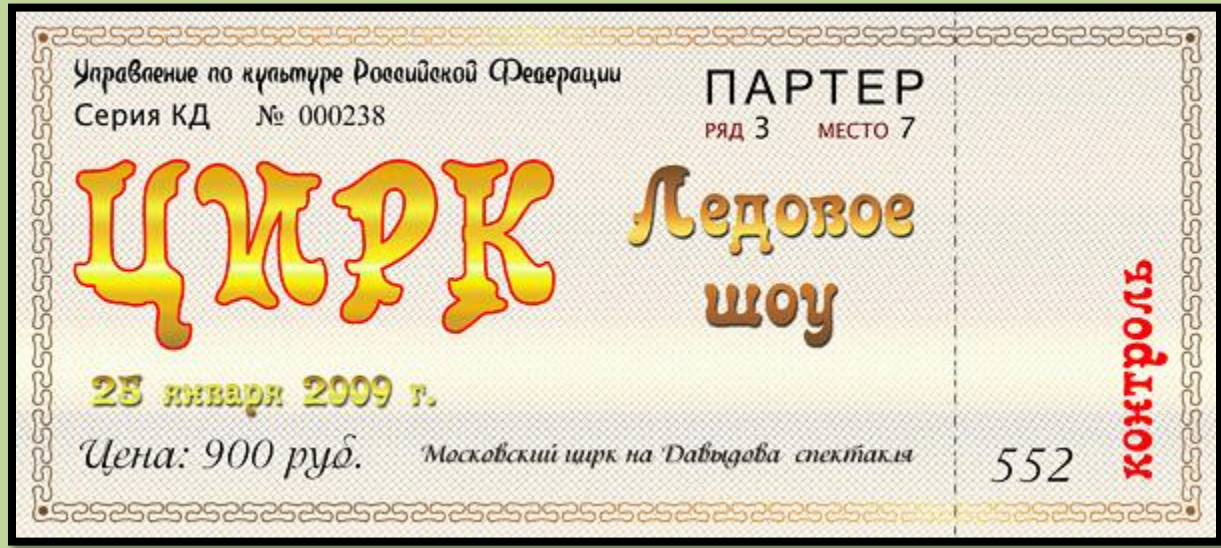 Управление по культуре Российской Федерации
Серия КД № 000238
ПАРТЕР
РЯД 3 МЕСТО 7
ЦИРК
Ледовое
шоу
25 января 2009 г.
Цена: 900 руб.
Московский цирк на Давыдова спектакля
552
контроль